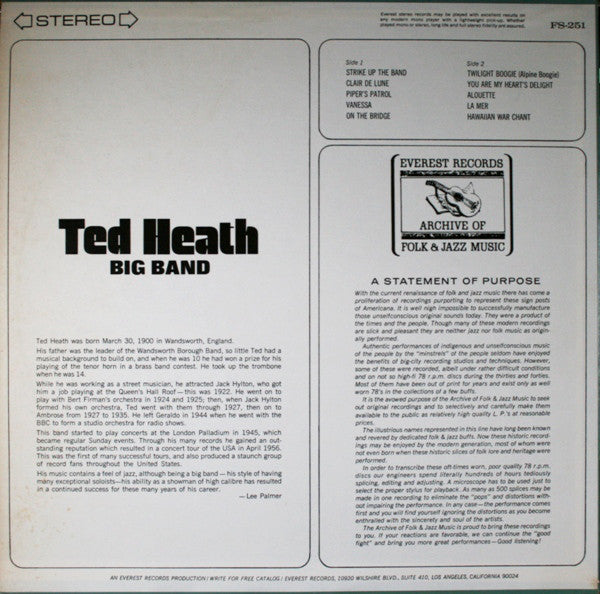 STEREO
Everest stereo records may be played with excellent results on
any modern mono player with a lightweight pick-up. Whether
played mono or stereo, long life and full stereo fidelity are assured.
FS-251
Side 1
STRIKE UP THE BAND
CLAIR DE LUNE
PIPER'S PATROL
VANESSA
ON THE BRIDGE
Side 2
TWILIGHT BOOGIE (Alpine Boogie)
YOU ARE MY HEART'S DELIGHT
ALOUETTE
LA MER
HAWAIIAN WAR CHANT
Ted Heath
BIG BAND
Ted Heath was born March 30, 1900 in Wandsworth, England.
His father was the leader of the Wandsworth Borough Band, so little Ted had a
musical background to build on, and when he was 10 he had won a prize for his
playing of the tenor horn in a brass band contest. He took up the trombone
when he was 14.
While he was working as a street musician, he attracted Jack Hylton, who got
him a job playing at the Queen's Hall Roof—this was 1922. He went on to
play with Bert Firman's orchestra in 1924 and 1925; then, when Jack Hylton
formed his own orchestra, Ted went with them through 1927, then on to
Ambrose from 1927 to 1935. He left Geraldo in 1944 when he went with the
BBC to form a studio orchestra for radio shows.
This band started to play concerts at the London Palladium in 1945, which
became regular Sunday events. Through his many records he gained an out-
standing reputation which resulted in a concert tour of the USA in April 1956.
This was the first of many successful tours, and also produced a staunch group
of record fans throughout the United States.
His music contains a feel of jazz, although being a big band — his style of having
many exceptional soloists—his ability as a showman of high calibre has resulted
in a continued success for these many years of his career.
—Lee Palmer
EVEREST RECORDS
ARCHIVE OF
FOLK & JAZZ MUSIC
A STATEMENT OF PURPOSE
With the current renaissance of folk and jazz music there has come a
proliferation of recordings purporting to represent these sign posts
of Americana. It is well nigh impossible to successfully manufacture
those unselfconscious original sounds today. They were a product of
the times and the people. Though many of these modern recordings
are slick and pleasant they are neither jazz nor folk music as origin-
ally performed.
Authentic performances of indigenous and unselfconscious music
of the people by the "minstrels" of the people seldom have enjoyed
the benefits of big-city recording studios and techniques. However,
some of these were recorded, albeit under rather difficult conditions
and on not so high-fi 78 r.p.m. discs during the thirties and forties.
Most of them have been out of print for years and exist only as well
worn 78's in the collections of a few buffs.
It is the avowed purpose of the Archive of Folk & Jazz Music to seek
out original recordings and to selectively and carefully make them
available to the public as relatively high quality L. P.'s at reasonable
prices.
The illustrious names represented in this line have long been known
and revered by dedicated folk & jazz buffs. Now these historic record-
ings may be enjoyed by the modern generation, most of whom were
not even born when these historic slices of folk lore and heritage were
performed.
In order to transcribe these oft-times worn, poor quality 78 r.p.m.
discs our engineers spend literally hundreds of hours tediously
splicing, editing and adjusting. A microscope has to be used just to
select the proper stylus for playback. As many as 500 splices may be
made in one recording to eliminate the "pops" and distortions with-
out impairing the performance. In any case—the performance comes
first and you will find yourself ignoring the distortions as you become
enthralled with the sincerety and soul of the artists.
The Archive of Folk & Jazz Music is proud to bring these recordings
to you. If your reactions are favorable, we can continue the "good
fight" and bring you more great performances—Good listening!
AN EVEREST RECORDS PRODUCTION / WRITE FOR FREE CATALOG / EVEREST RECORDS, 10920 WILSHIRE BLVD., SUITE 410, LOS ANGELES, CALIFORNIA 90024